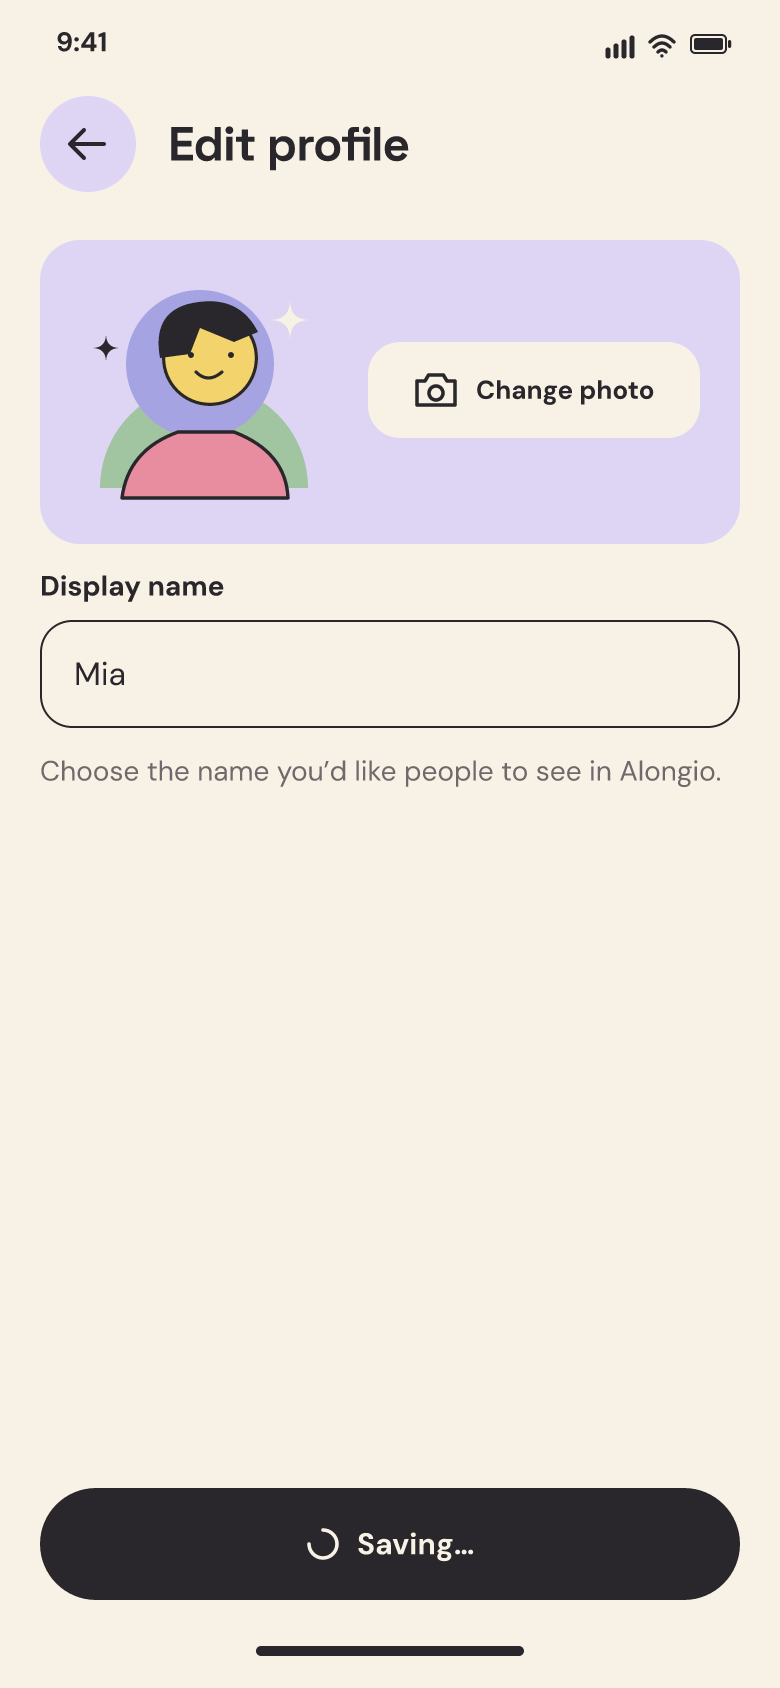 9:41
Edit profile
Change photo
Display name
Mia
Choose the name you’d like people to see in Alongio.
Saving…